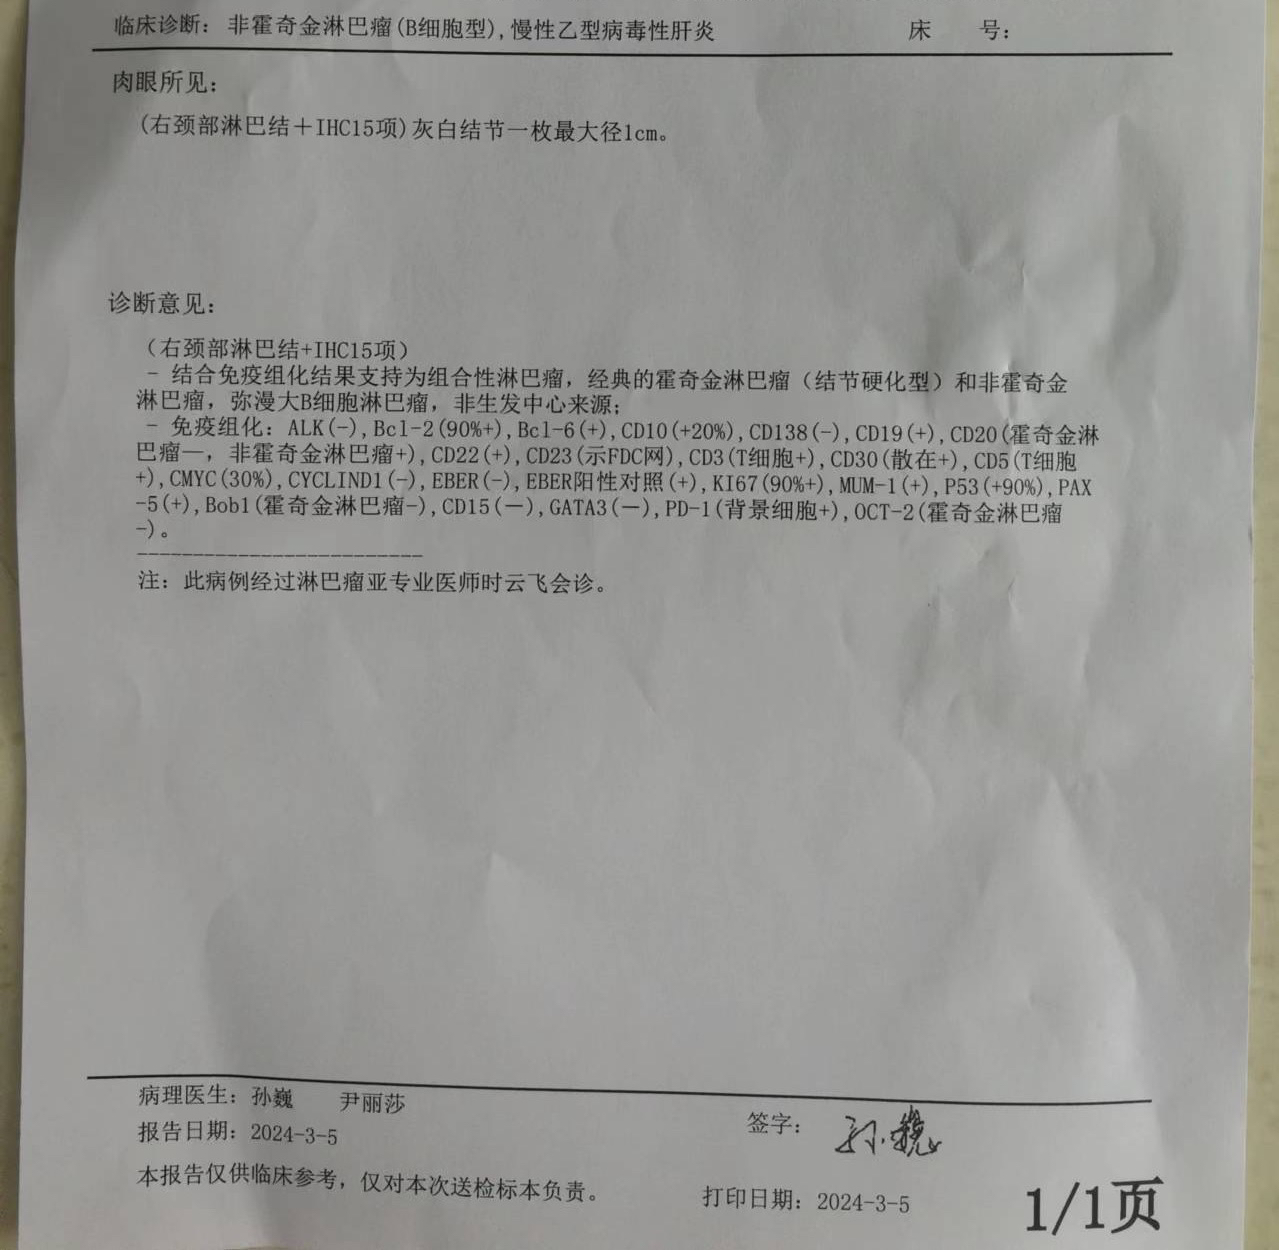 临床诊断：非霍奇金淋巴瘤(B细胞型),慢性乙型病毒性肝炎 床 号：
肉眼所见：
(右颈部淋巴结＋IHC15项)灰白结节一枚最大径1cm。
诊断意见：
（右颈部淋巴结+IHC15项）
- 结合免疫组化结果支持为组合性淋巴瘤，经典的霍奇金淋巴瘤（结节硬化型）和非霍奇金
淋巴瘤，弥漫大B细胞淋巴瘤，非生发中心来源；
- 免疫组化：ALK(-),Bcl-2(90%+),Bcl-6(+),CD10(+20%),CD138(-),CD19(+),CD20(霍奇金淋
巴瘤—，非霍奇金淋巴瘤+),CD22(+),CD23(示FDC网),CD3(T细胞+),CD30(散在+),CD5(T细胞
+),CMYC(30%),CYCLIND1(-),EBER(-),EBER阳性对照(+),KI67(90%+),MUM-1(+),P53(+90%),PAX
-5(+),Bob1(霍奇金淋巴瘤-),CD15(—),GATA3(—),PD-1(背景细胞+),OCT-2(霍奇金淋巴瘤
-)。
-------------------------
注：此病例经过淋巴瘤亚专业医师时云飞会诊。
病理医生：孙巍 尹丽莎
签字：孙巍
报告日期：2024-3-5
本报告仅供临床参考，仅对本次送检标本负责。
打印日期：2024-3-5
1/1页